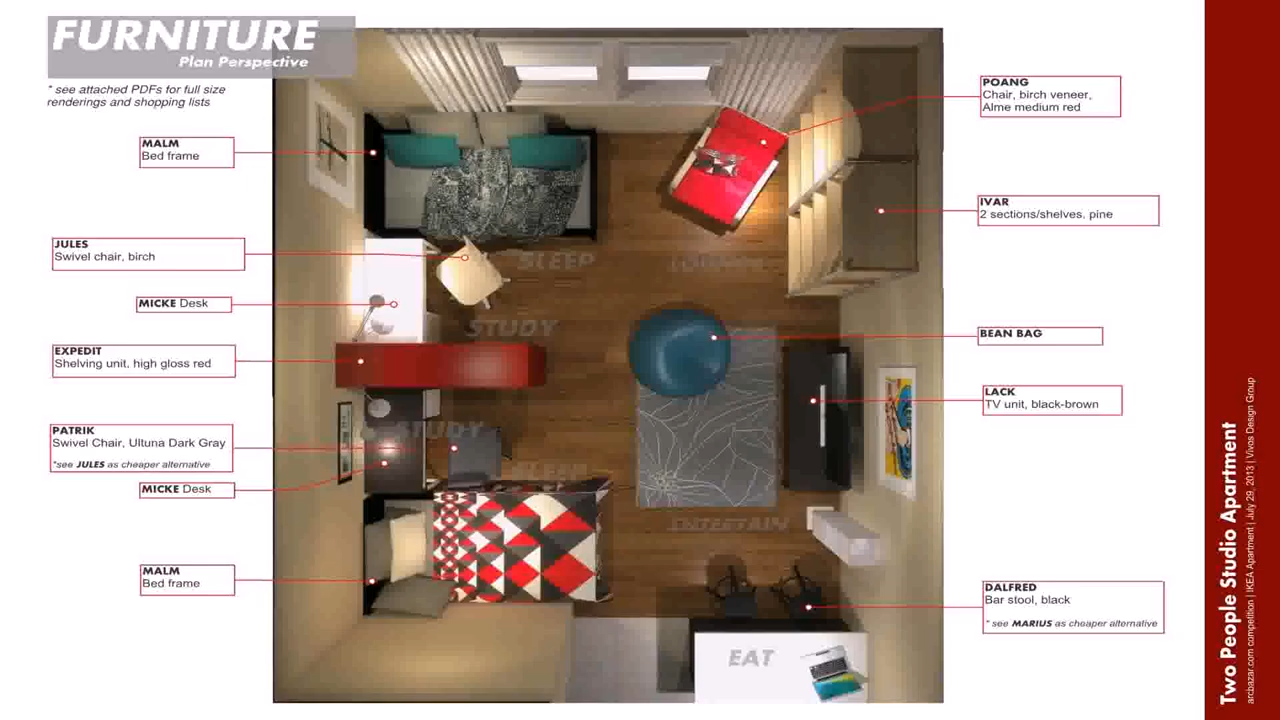 FURNITURE
Plan Perspective
* see attached PDFs for full size
renderings and shopping lists
MALM
Bed frame
JULES
Swivel chair, birch
MICKE Desk
EXPEDIT
Shelving unit, high gloss red
PATRIK
Swivel Chair, Ultuna Dark Gray
*see JULES as cheaper alternative
MICKE Desk
MALM
Bed frame
SLEEP
STUDY
STUDY
SLEEP
ENTERTAIN
EAT
POANG
Chair, birch veneer,
Alme medium red
IVAR
2 sections/shelves, pine
BEAN BAG
LACK
TV unit, black-brown
DALFRED
Bar stool, black
* see MARIUS as cheaper alternative
Two People Studio Apartment
arcbazar.com competition | IKEA Apartment | July 29, 2013 | Vivos Design Group